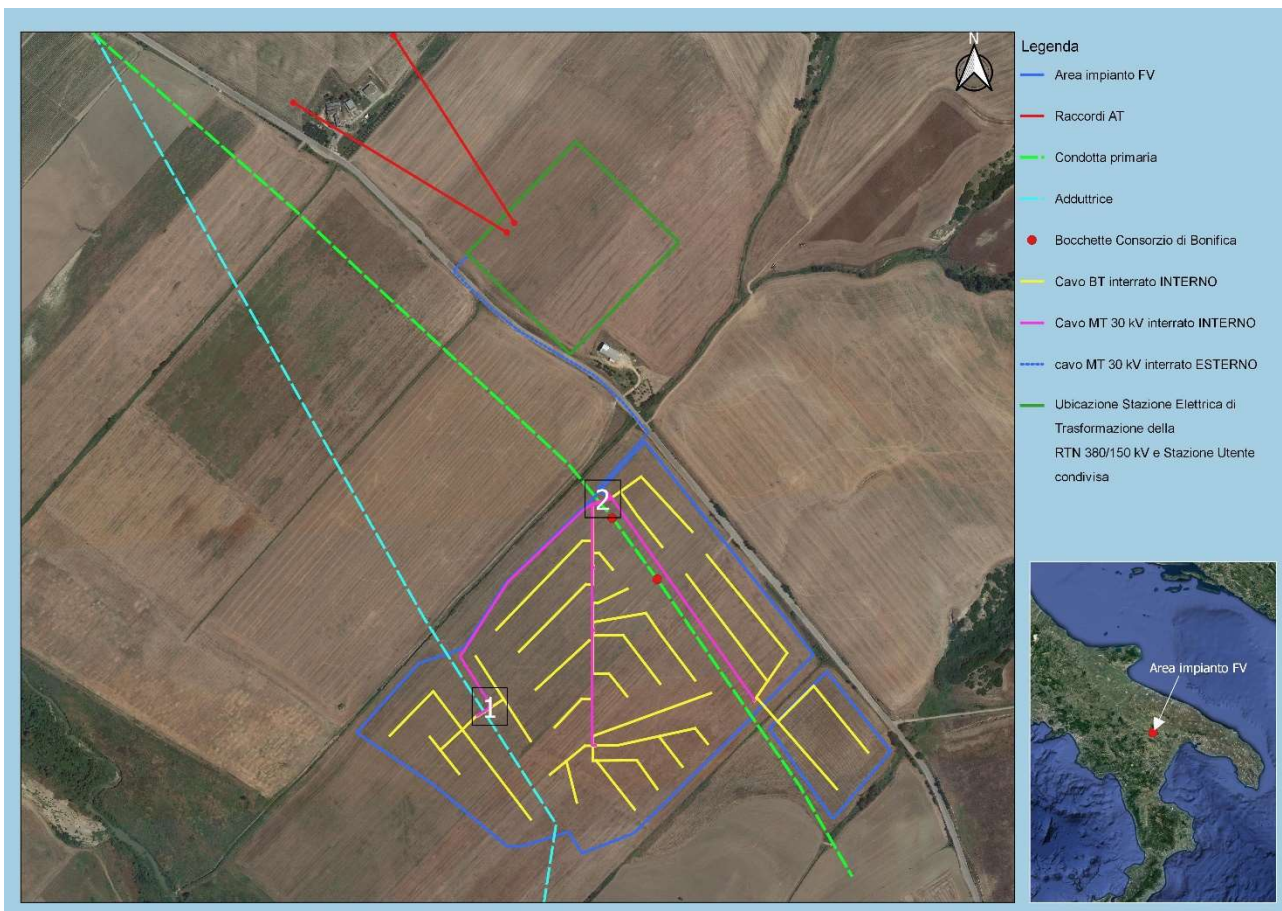 N
Legenda
Area impianto FV
Raccordi AT
Condotta primaria
Adduttrice
Bocchette Consorzio di Bonifica
Cavo BT interrato INTERNO
Cavo MT 30 kV interrato INTERNO
cavo MT 30 kV interrato ESTERNO
Ubicazione Stazione Elettrica di
Trasformazione della
RTN 380/150 kV e Stazione Utente
condivisa
2
1
Area impianto FV